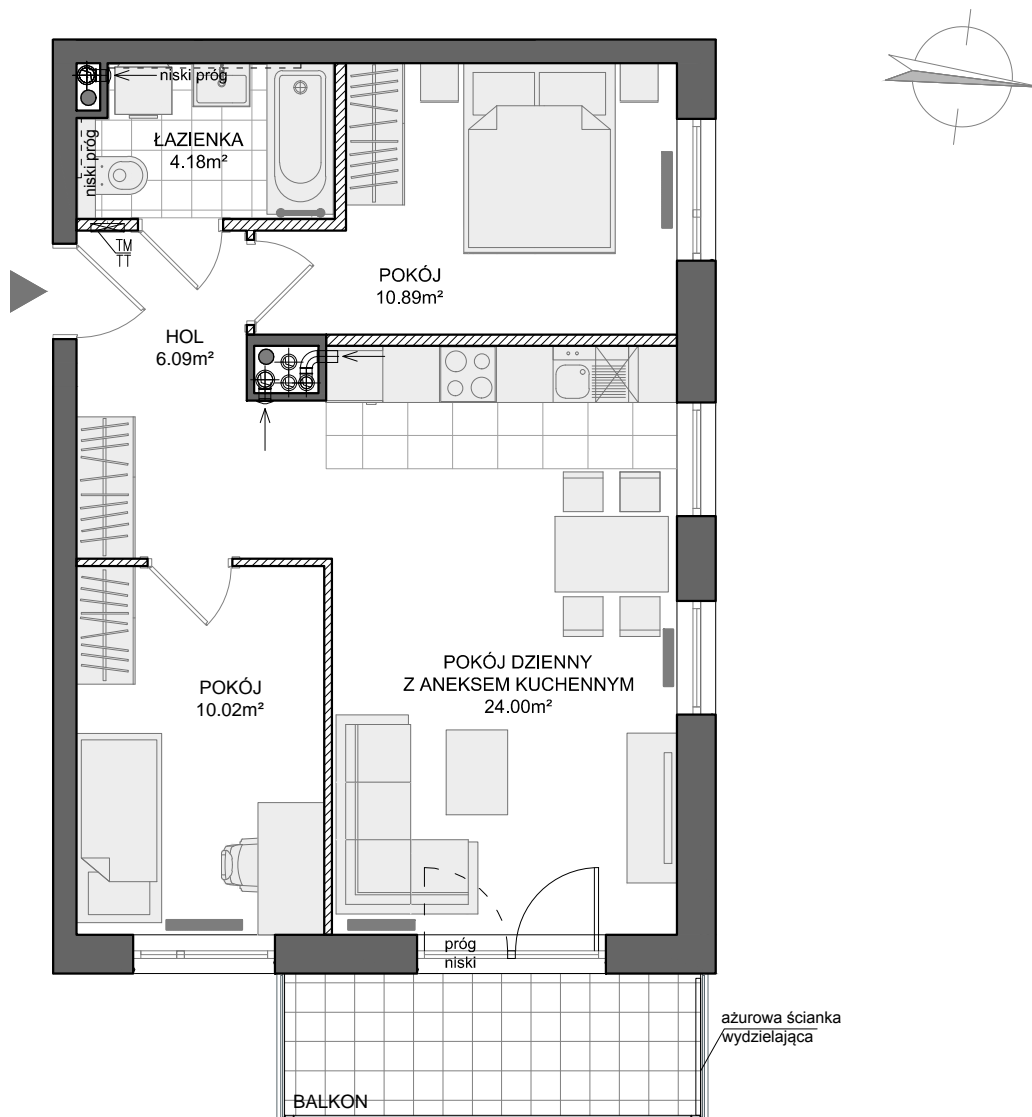 niski próg
ŁAZIENKA
4.18m²
niski próg
TM
TT
POKÓJ
10.89m²
HOL
6.09m²
POKÓJ DZIENNY
Z ANEKSEM KUCHENNYM
24.00m²
POKÓJ
10.02m²
próg
niski
ażurowa ścianka
wydzielająca
BALKON